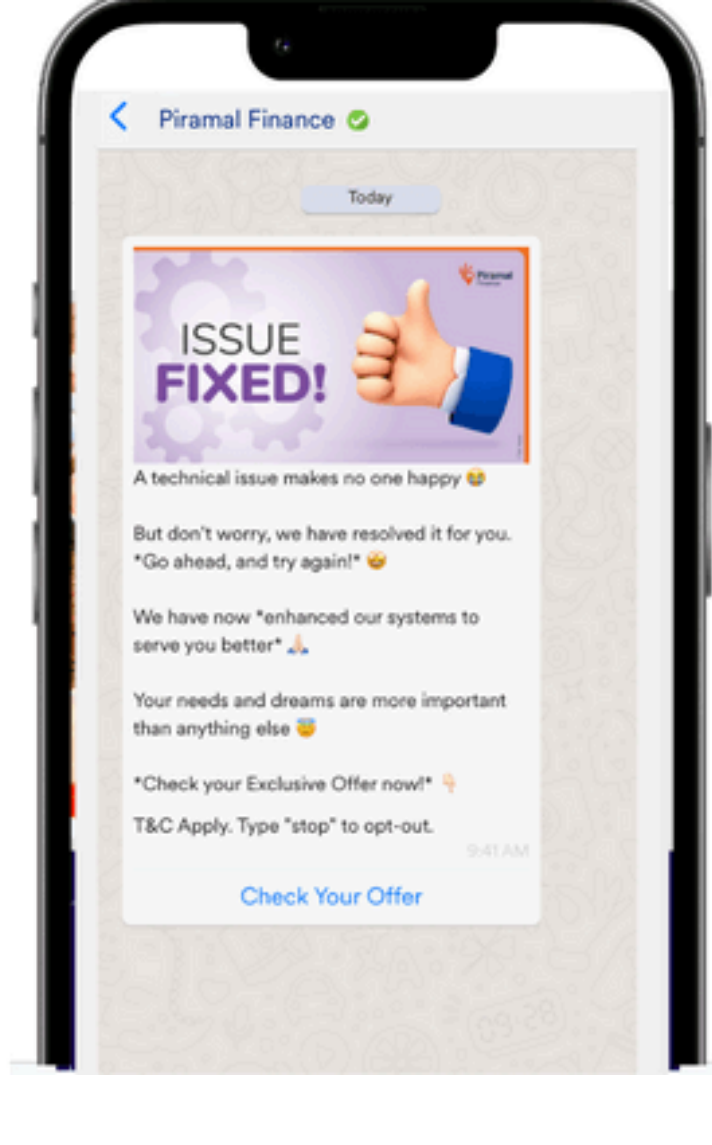 Piramal Finance
Today
Piramal
Finance
ISSUE
FIXED!
A technical issue makes no one happy 😭
But don't worry, we have resolved it for you.
*Go ahead, and try again!* 🤩
We have now *enhanced our systems to
serve you better* 🙏🏻
Your needs and dreams are more important
than anything else 😇
*Check your Exclusive Offer now!* 👇🏻
T&C Apply. Type "stop" to opt-out.
9:41 AM
Check Your Offer
09:28